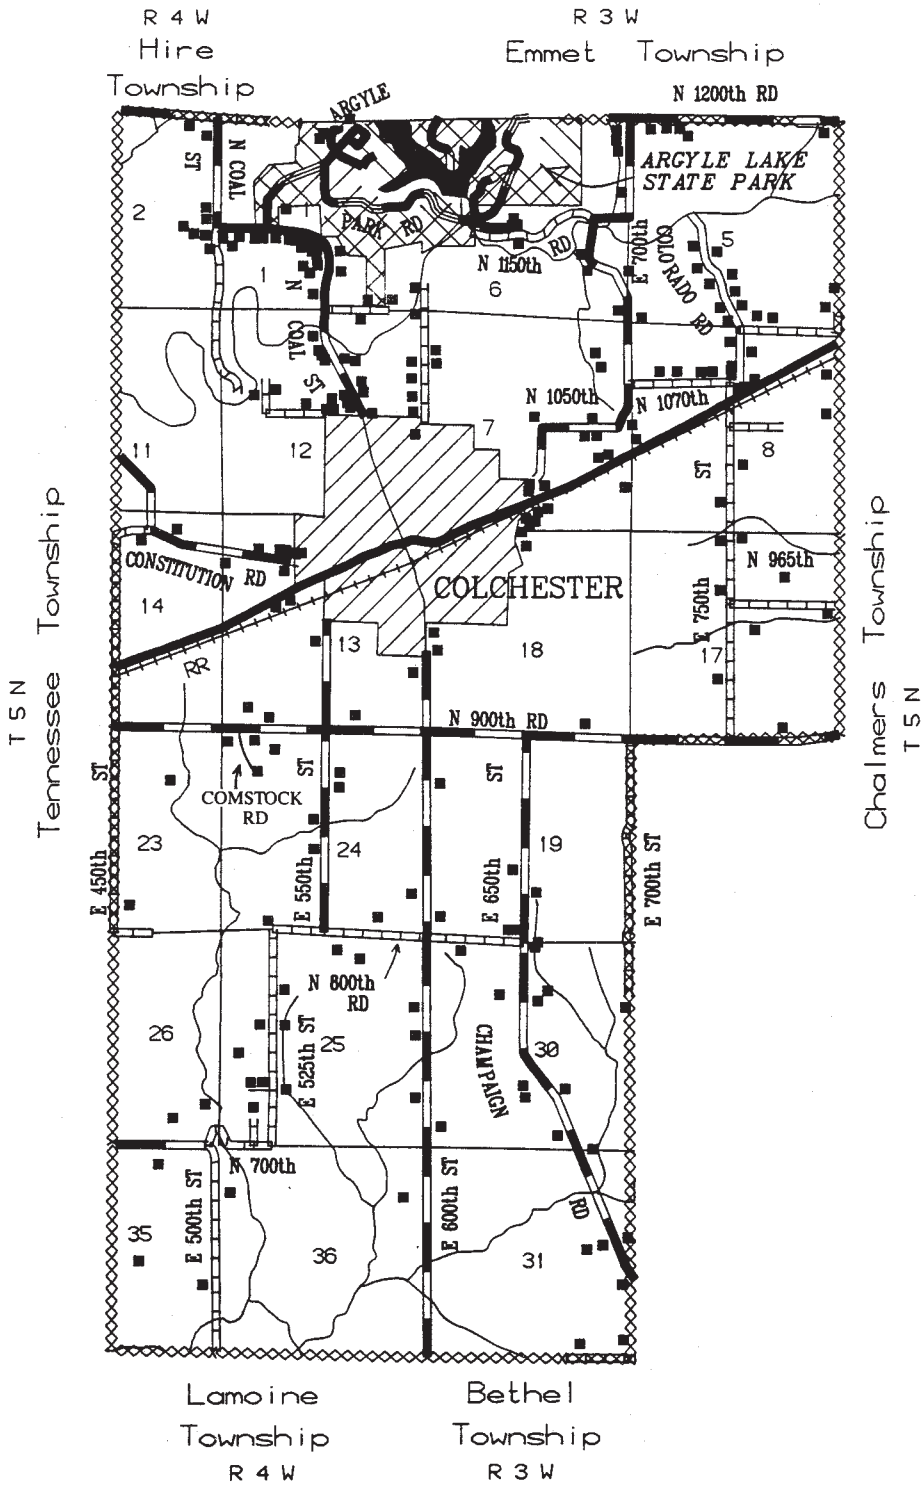 R 4 W
R 3 W
Hire
Township
Emmet Township
N 1200th RD
ARGYLE
ARGYLE LAKE
STATE PARK
N COAL
ST
2
1
PARK RD
N 1150th RD
E 700th
COLORADO RD
5
1
6
N COAL ST
N 1050th
N 1070th
7
8
11
12
ST
CONSTITUTION RD
COLCHESTER
N 965th
14
E 750th
13
18
17
RR
T 5 N
Tennessee Township
Chalmers Township
T 5 N
N 900th RD
ST
COMSTOCK
RD
ST
ST
23
24
19
E 450th
E 550th
E 650th
E 700th ST
N 800th
RD
26
25
30
E 525th ST
CHAMPAIGN
N 700th
E 500th ST
E 600th ST
RD
35
36
31
Lamoine
Township
R 4 W
Bethel
Township
R 3 W